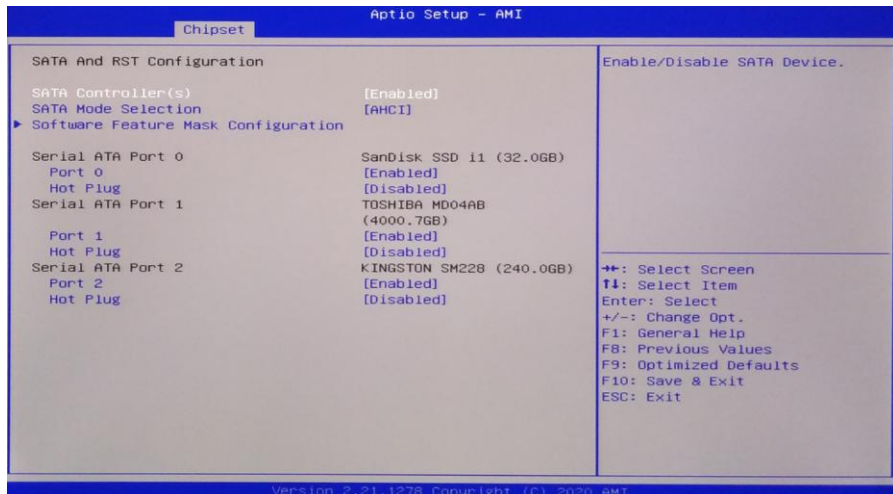 Aptio Setup - AMI
Chipset
SATA And RST Configuration
SATA Controller(s) [Enabled]
SATA Mode Selection [AHCI]
▶ Software Feature Mask Configuration
Serial ATA Port 0 SanDisk SSD i1 (32.0GB)
Port 0 [Enabled]
Hot Plug [Disabled]
Serial ATA Port 1 TOSHIBA MD04AB
(4000.7GB)
Port 1 [Enabled]
Hot Plug [Disabled]
Serial ATA Port 2 KINGSTON SM228 (240.0GB)
Port 2 [Enabled]
Hot Plug [Disabled]
Enable/Disable SATA Device.
→←: Select Screen
↑↓: Select Item
Enter: Select
+/-: Change Opt.
F1: General Help
F8: Previous Values
F9: Optimized Defaults
F10: Save & Exit
ESC: Exit
Version 2.21.1278 Copyright (C) 2020 AMI